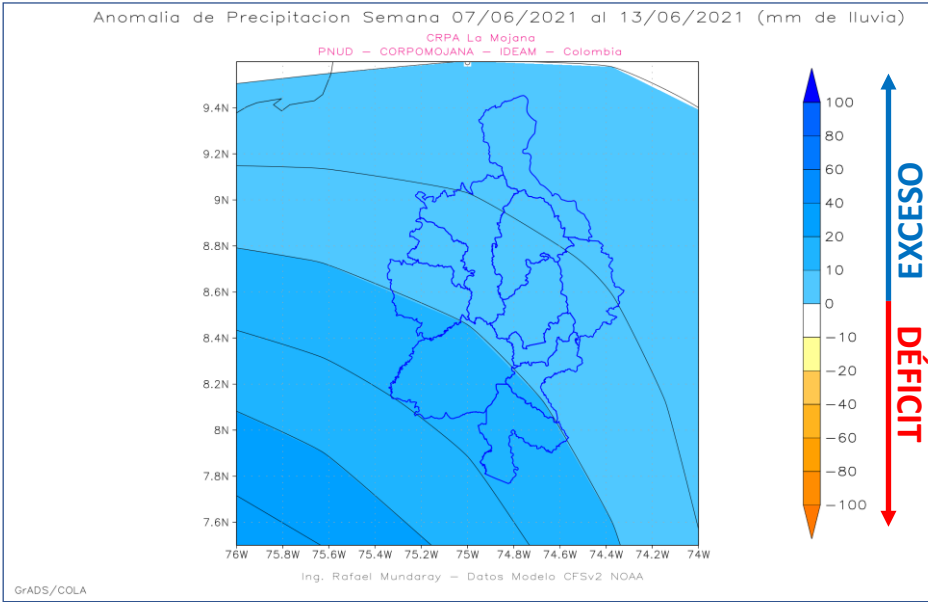 Anomalia de Precipitacion Semana 07/06/2021 al 13/06/2021 (mm de lluvia)
CRPA La Mojana
PNUD – CORPOMOJANA – IDEAM – Colombia
0
9.4N
9.2N
9N
8.8N
8.6N
8.4N
8.2N
8N
7.8N
7.6N
76W 75.8W 75.6W 75.4W 75.2W 75W 74.8W 74.6W 74.4W 74.2W 74W
100
80
60
40
20
10
0
−10
−20
−40
−60
−80
−100
EXCESO
DÉFICIT
Ing. Rafael Mundaray – Datos Modelo CFSv2 NOAA
GrADS/COLA